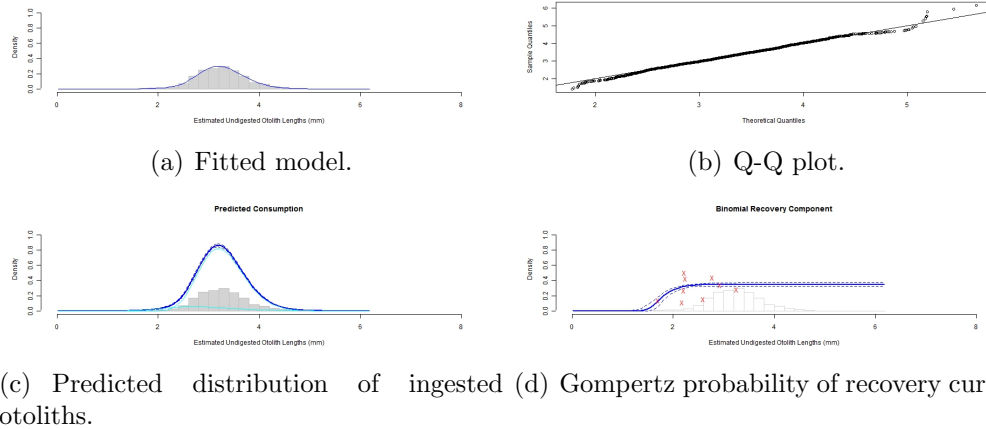 Density
0.0 0.2 0.4 0.6 0.8 1.0
0 2 4 6 8
Estimated Undigested Otolith Lengths (mm)
(a) Fitted model.
Sample Quantiles
2 3 4 5 6
2 3 4 5
Theoretical Quantiles
(b) Q-Q plot.
Predicted Consumption
Density
0.0 0.2 0.4 0.6 0.8 1.0
0 2 4 6 8
Estimated Undigested Otolith Lengths (mm)
(c) Predicted distribution of ingested
otoliths.
Binomial Recovery Component
Density
0.0 0.2 0.4 0.6 0.8 1.0
0 2 4 6 8
Estimated Undigested Otolith Lengths (mm)
(d) Gompertz probability of recovery cur